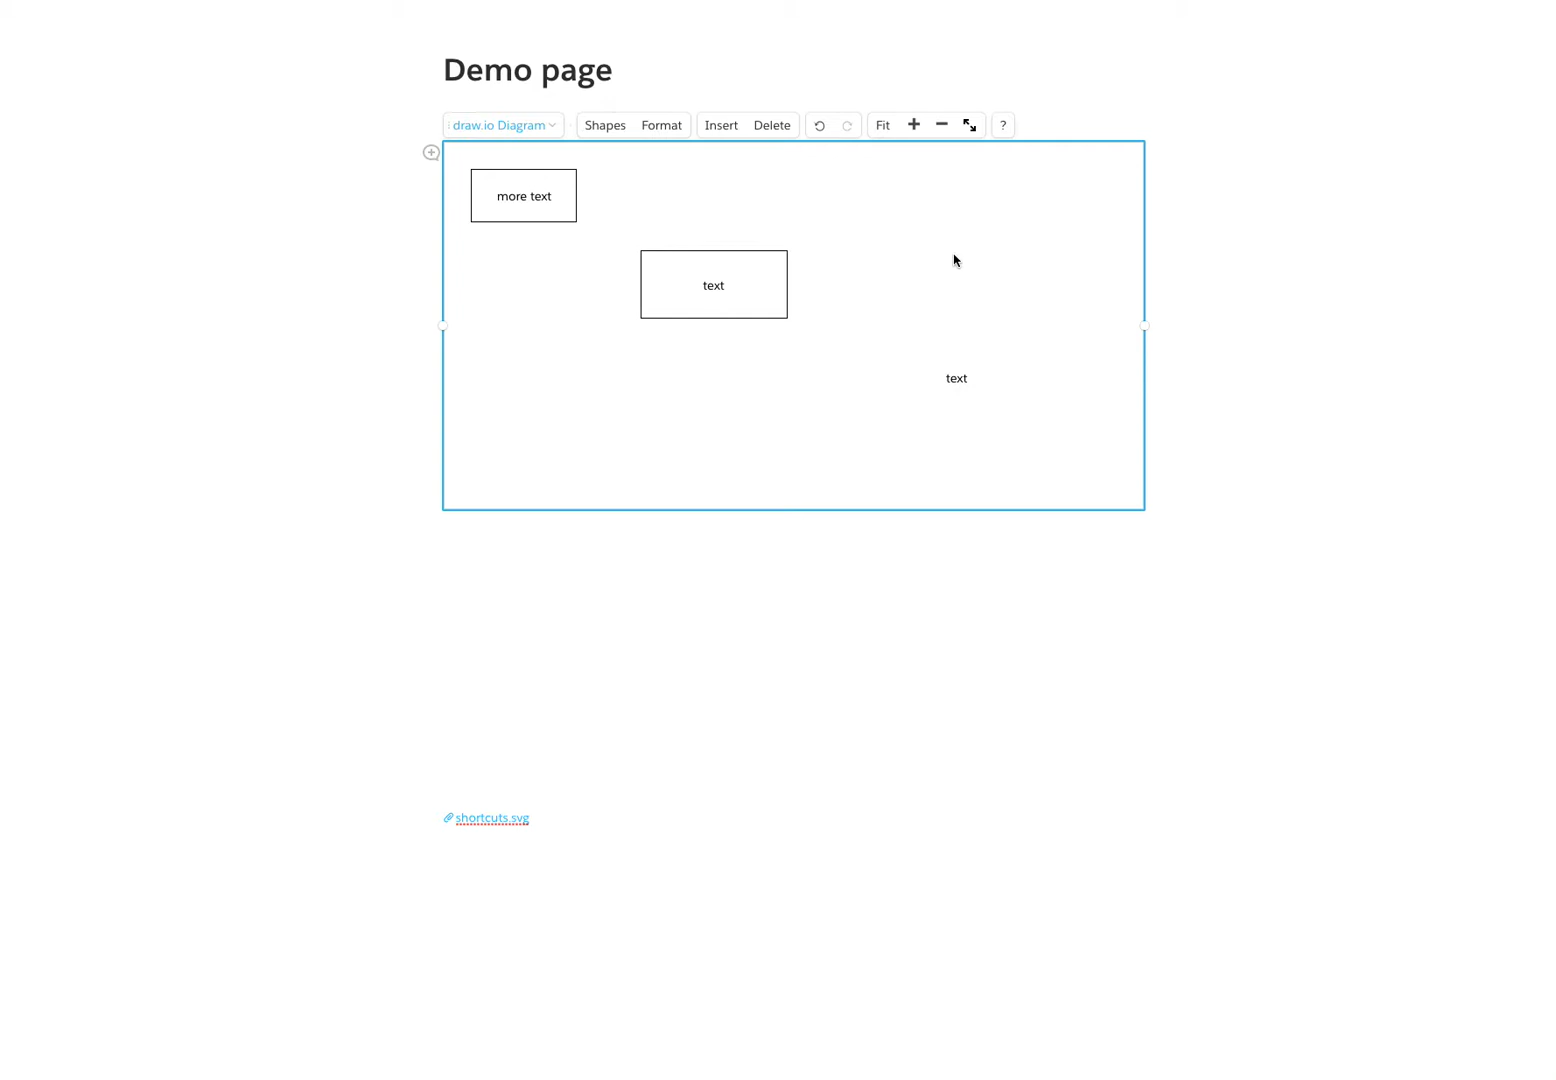 Demo page
draw.io Diagram
Shapes Format Insert Delete Fit ?
more text
text
text
shortcuts.svg